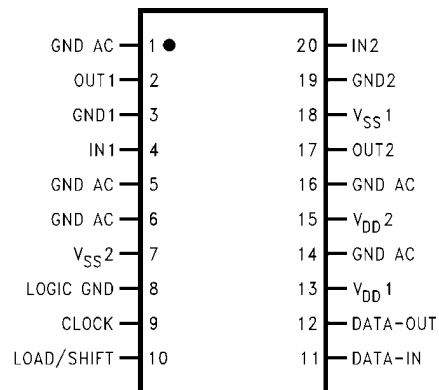 GND AC 1 20 IN2
OUT1 2 19 GND2
GND1 3 18 VSS1
IN1 4 17 OUT2
GND AC 5 16 GND AC
GND AC 6 15 VDD2
VSS2 7 14 GND AC
LOGIC GND 8 13 VDD1
CLOCK 9 12 DATA-OUT
LOAD/SHIFT 10 11 DATA-IN